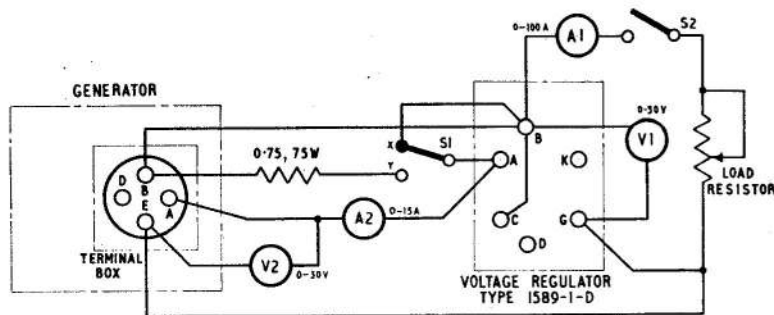 0-100A
A1
S2
GENERATOR
0-30V
X
S1
B
V1
0·75, 75W
Y
A
K
D
B
E
A
A2
0-15A
C
G
LOAD
RESISTOR
D
TERMINAL
BOX
V2
0-30V
VOLTAGE REGULATOR
TYPE 1589-1-D